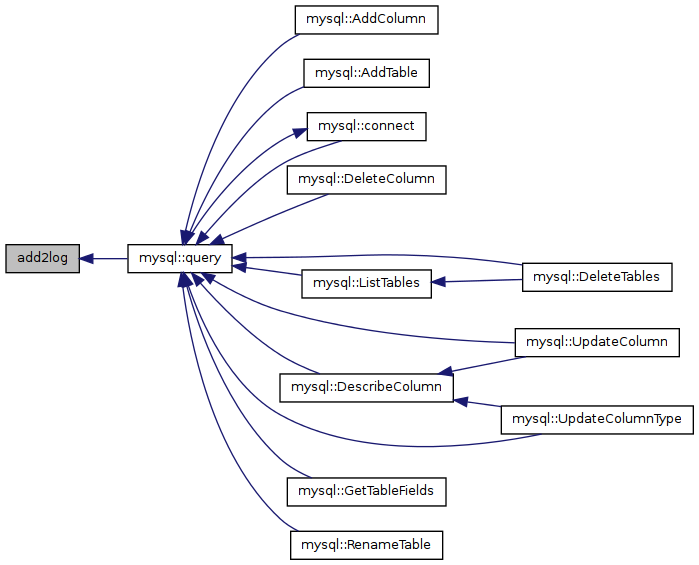 mysql::AddColumn
mysql::AddTable
mysql::connect
mysql::DeleteColumn
add2log
mysql::query
mysql::ListTables
mysql::DeleteTables
mysql::UpdateColumn
mysql::DescribeColumn
mysql::UpdateColumnType
mysql::GetTableFields
mysql::RenameTable